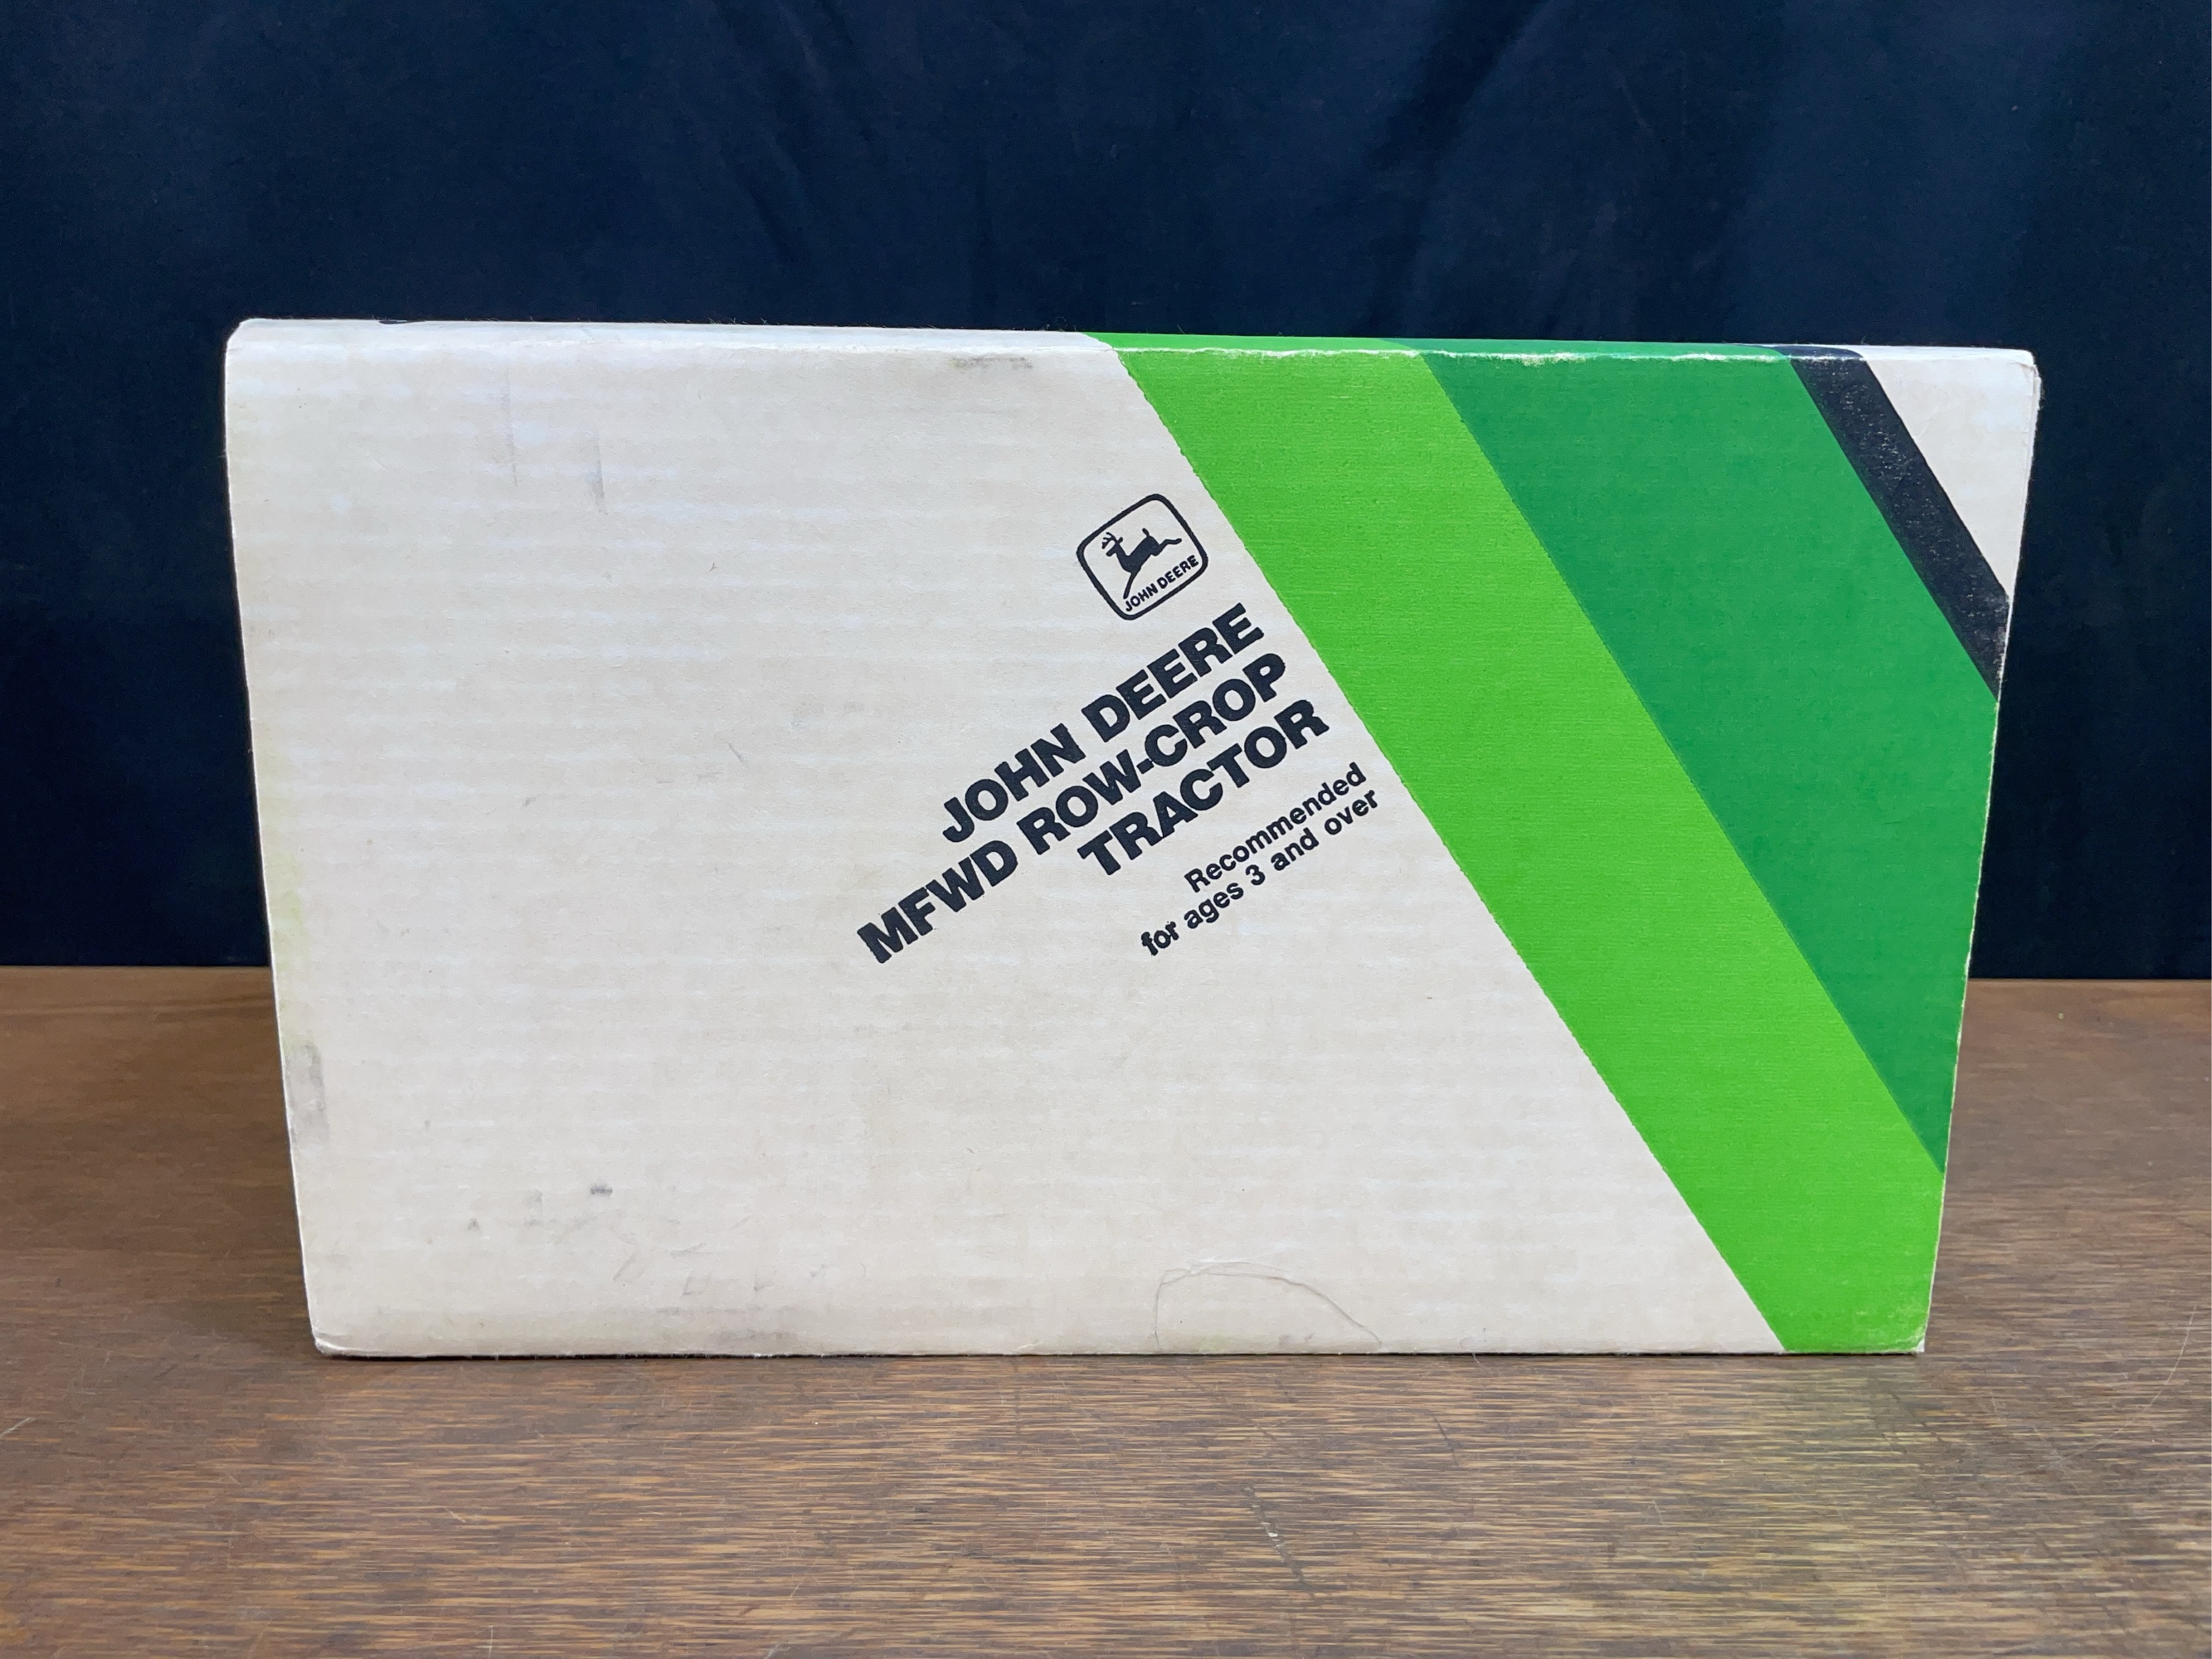 JOHN DEERE
JOHN DEERE
MFWD ROW-CROP
TRACTOR
Recommended
for ages 3 and over